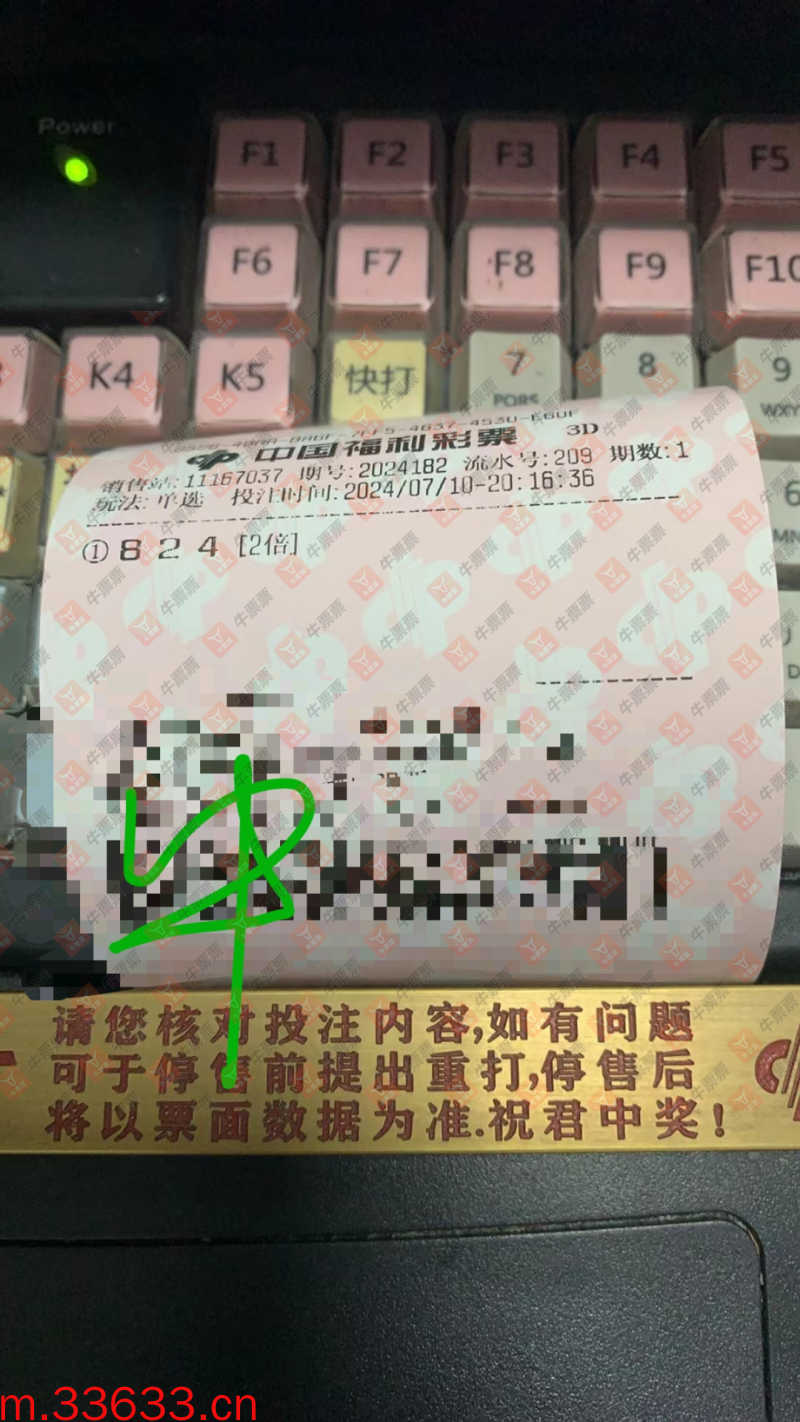 Power
F1 F2 F3 F4 F5
F6 F7 F8 F9 F10
K4 K5 快打 7 8 9
PQRS WXY
中国福利彩票 3D
销售站:11167037 期号:2024182 流水号:209 期数:1
玩法:单选 投注时间:2024/07/10-20:16:36
①8 2 4 [2倍]
请您核对投注内容,如有问题
可于停售前提出重打,停售后
将以票面数据为准.祝君中奖!
牛票票
m.33633.cn